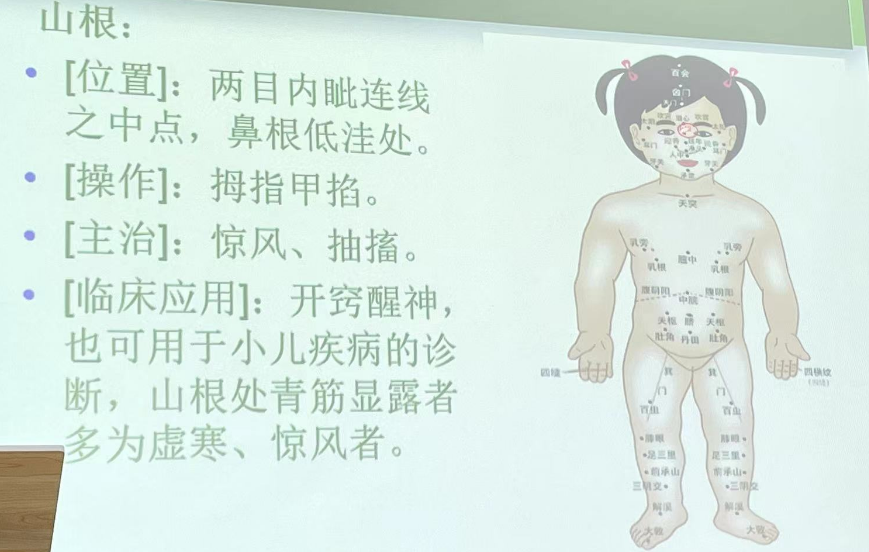 山根：
[位置]：两目内眦连线
之中点，鼻根低洼处。
[操作]：拇指甲掐。
[主治]：惊风、抽搐。
[临床应用]：开窍醒神，
也可用于小儿疾病的诊
断，山根处青筋显露者
多为虚寒、惊风者。
百会
囟门
人中
承浆
天突
乳旁 乳旁
膻中
乳根 乳根
腹阴阳 腹阴阳
中脘
天枢 脐 天枢
肚角 丹田 肚角
四横纹
箕 箕
门 门
百虫 百虫
膝眼 膝眼
足三里 足三里
前承山 前承山
三阴交 三阴交
解溪 解溪
大敦 大敦